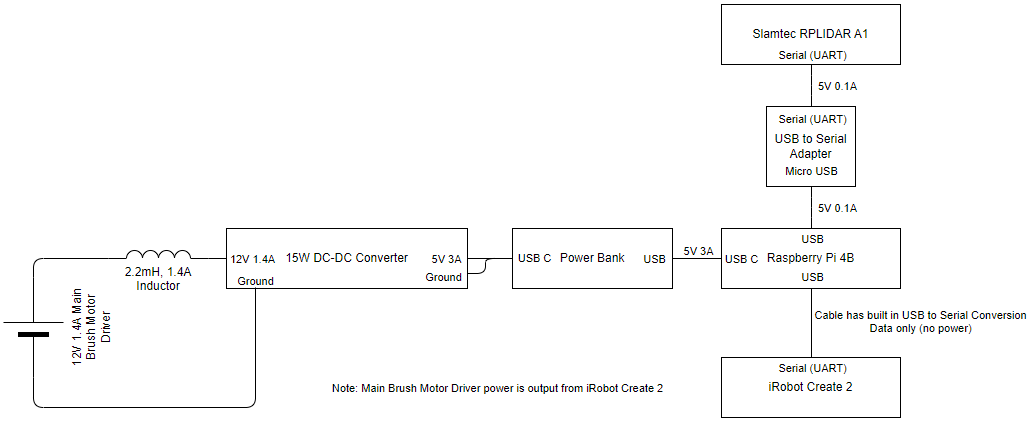 Slamtec RPLIDAR A1
Serial (UART)
5V 0.1A
Serial (UART)
USB to Serial
Adapter
Micro USB
5V 0.1A
12V 1.4A Main
Brush Motor
Driver
2.2mH, 1.4A
Inductor
12V 1.4A
15W DC-DC Converter
5V 3A
Ground
Ground
USB C
Power Bank
USB
5V 3A
USB
USB C
Raspberry Pi 4B
USB
Cable has built in USB to Serial Conversion
Data only (no power)
Serial (UART)
iRobot Create 2
Note: Main Brush Motor Driver power is output from iRobot Create 2